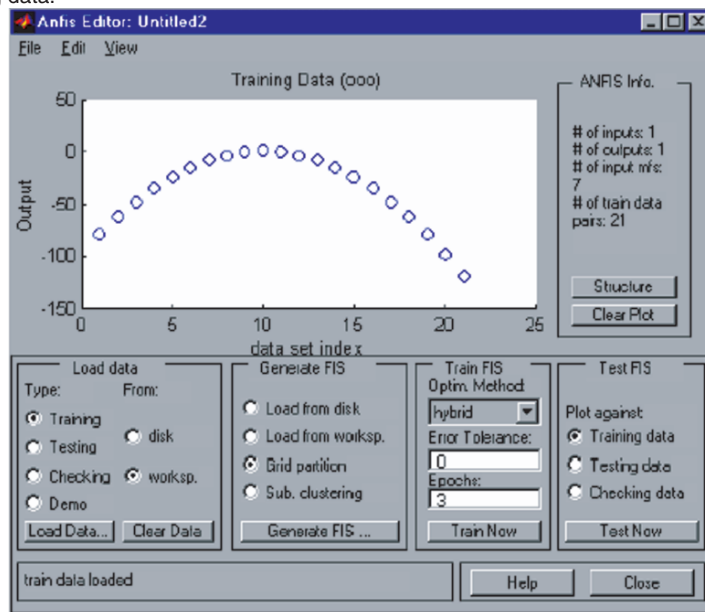 data.
Anfis Editor: Untitled2
File Edit View
Training Data (ooo)
50
0
-50
-100
-150
Output
0 5 10 15 20 25
data set index
ANFIS Info.
# of inputs: 1
# of outputs: 1
# of input mfs:
7
# of train data
pairs: 21
Structure
Clear Plot
Load data
Type: From:
Training
Testing
Checking
Demo
disk
worksp.
Load Data... Clear Data
Generate FIS
Load from disk
Load from worksp.
Grid partition
Sub. clustering
Generate FIS ...
Train FIS
Optim. Method:
hybrid
Error Tolerance:
0
Epochs:
3
Train Now
Test FIS
Plot against:
Training data
Testing data
Checking data
Test Now
train data loaded
Help Close